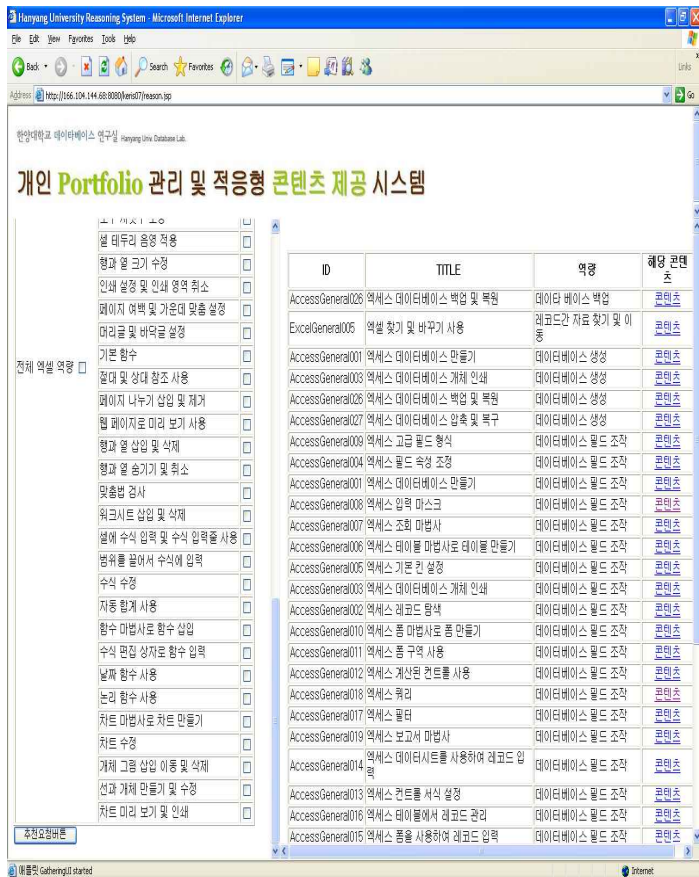 Hanyang University Reasoning System - Microsoft Internet Explorer
File Edit View Favorites Tools Help
Back Search Favorites Links
Address http://166.104.144.68:8080/keris07/reason.jsp Go
한양대학교 데이터베이스 연구실 Hanyang Univ. Database Lab.
개인 Portfolio 관리 및 적응형 콘텐츠 제공 시스템
셀 테두리 음영 적용
행과 열 크기 수정
인쇄 설정 및 인쇄 영역 취소
페이지 여백 및 가운데 맞춤 설정
머리글 및 바닥글 설정
기본 함수
전체 엑셀 역량
절대 및 상대 참조 사용
페이지 나누기 삽입 및 제거
웹 페이지로 미리 보기 사용
행과 열 삽입 및 삭제
행과 열 숨기기 및 취소
맞춤법 검사
워크시트 삽입 및 삭제
셀에 수식 입력 및 수식 입력줄 사용
범위를 끌어서 수식에 입력
수식 수정
자동 합계 사용
함수 마법사로 함수 삽입
수식 편집 상자로 함수 입력
날짜 함수 사용
논리 함수 사용
차트 마법사로 차트 만들기
차트 수정
개체 그림 삽입 이동 및 삭제
선과 개체 만들기 및 수정
차트 미리 보기 및 인쇄
추천요청버튼
ID TITLE 역량 해당 콘텐츠
AccessGeneral026 엑세스 데이터베이스 백업 및 복원 데이타 베이스 백업 콘텐츠
ExcelGeneral005 엑셀 찾기 및 바꾸기 사용 레코드간 자료 찾기 및 이동 콘텐츠
AccessGeneral001 엑세스 데이터베이스 만들기 데이터베이스 생성 콘텐츠
AccessGeneral003 엑세스 데이터베이스 개체 인쇄 데이터베이스 생성 콘텐츠
AccessGeneral026 엑세스 데이터베이스 백업 및 복원 데이터베이스 생성 콘텐츠
AccessGeneral027 엑세스 데이터베이스 압축 및 복구 데이터베이스 생성 콘텐츠
AccessGeneral009 엑세스 고급 필드 형식 데이터베이스 필드 조작 콘텐츠
AccessGeneral004 엑세스 필드 속성 조정 데이터베이스 필드 조작 콘텐츠
AccessGeneral001 엑세스 데이터베이스 만들기 데이터베이스 필드 조작 콘텐츠
AccessGeneral008 엑세스 입력 마스크 데이터베이스 필드 조작 콘텐츠
AccessGeneral007 엑세스 조회 마법사 데이터베이스 필드 조작 콘텐츠
AccessGeneral006 엑세스 테이블 마법사로 테이블 만들기 데이터베이스 필드 조작 콘텐츠
AccessGeneral005 엑세스 기본 킨 설정 데이터베이스 필드 조작 콘텐츠
AccessGeneral003 엑세스 데이터베이스 개체 인쇄 데이터베이스 필드 조작 콘텐츠
AccessGeneral002 엑세스 레코드 탐색 데이터베이스 필드 조작 콘텐츠
AccessGeneral010 엑세스 폼 마법사로 폼 만들기 데이터베이스 필드 조작 콘텐츠
AccessGeneral011 엑세스 폼 구역 사용 데이터베이스 필드 조작 콘텐츠
AccessGeneral012 엑세스 계산된 컨트롤 사용 데이터베이스 필드 조작 콘텐츠
AccessGeneral018 엑세스 쿼리 데이터베이스 필드 조작 콘텐츠
AccessGeneral017 엑세스 필터 데이터베이스 필드 조작 콘텐츠
AccessGeneral019 엑세스 보고서 마법사 데이터베이스 필드 조작 콘텐츠
AccessGeneral014 엑세스 데이터시트를 사용하여 레코드 입력 데이터베이스 필드 조작 콘텐츠
AccessGeneral013 엑세스 컨트롤 서식 설정 데이터베이스 필드 조작 콘텐츠
AccessGeneral016 엑세스 테이블에서 레코드 관리 데이터베이스 필드 조작 콘텐츠
AccessGeneral015 엑세스 폼을 사용하여 레코드 입력 데이터베이스 필드 조작 콘텐츠
애플릿 GatheringUI started Internet